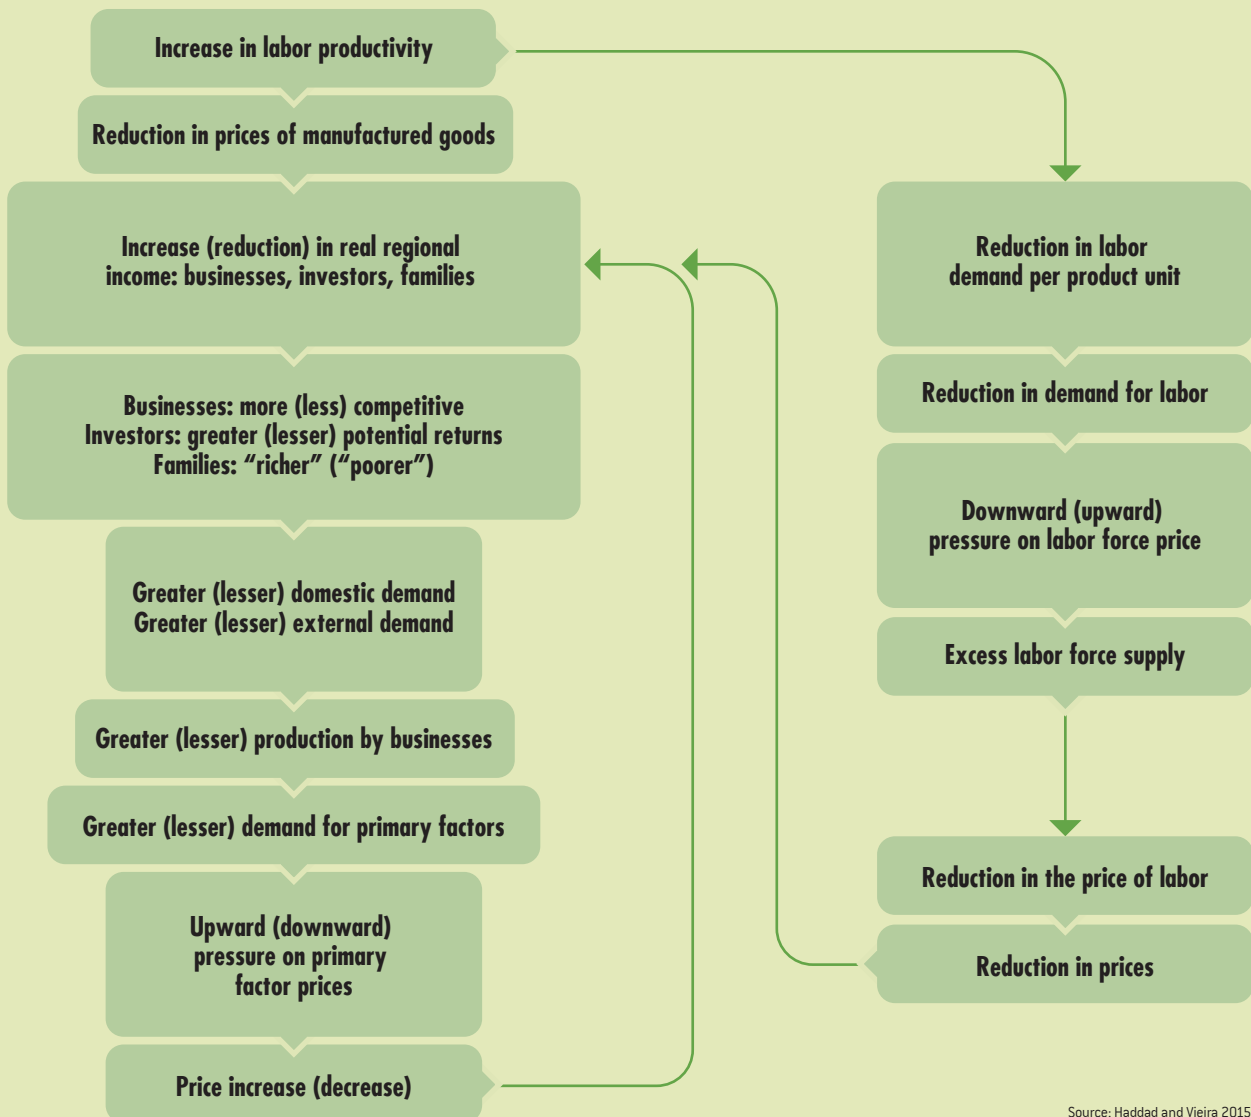 Increase in labor productivity
Reduction in prices of manufactured goods
Increase (reduction) in real regional
income: businesses, investors, families
Businesses: more (less) competitive
Investors: greater (lesser) potential returns
Families: “richer” (“poorer”)
Greater (lesser) domestic demand
Greater (lesser) external demand
Greater (lesser) production by businesses
Greater (lesser) demand for primary factors
Upward (downward)
pressure on primary
factor prices
Price increase (decrease)
Reduction in labor
demand per product unit
Reduction in demand for labor
Downward (upward)
pressure on labor force price
Excess labor force supply
Reduction in the price of labor
Reduction in prices
Source: Haddad and Vieira 2015